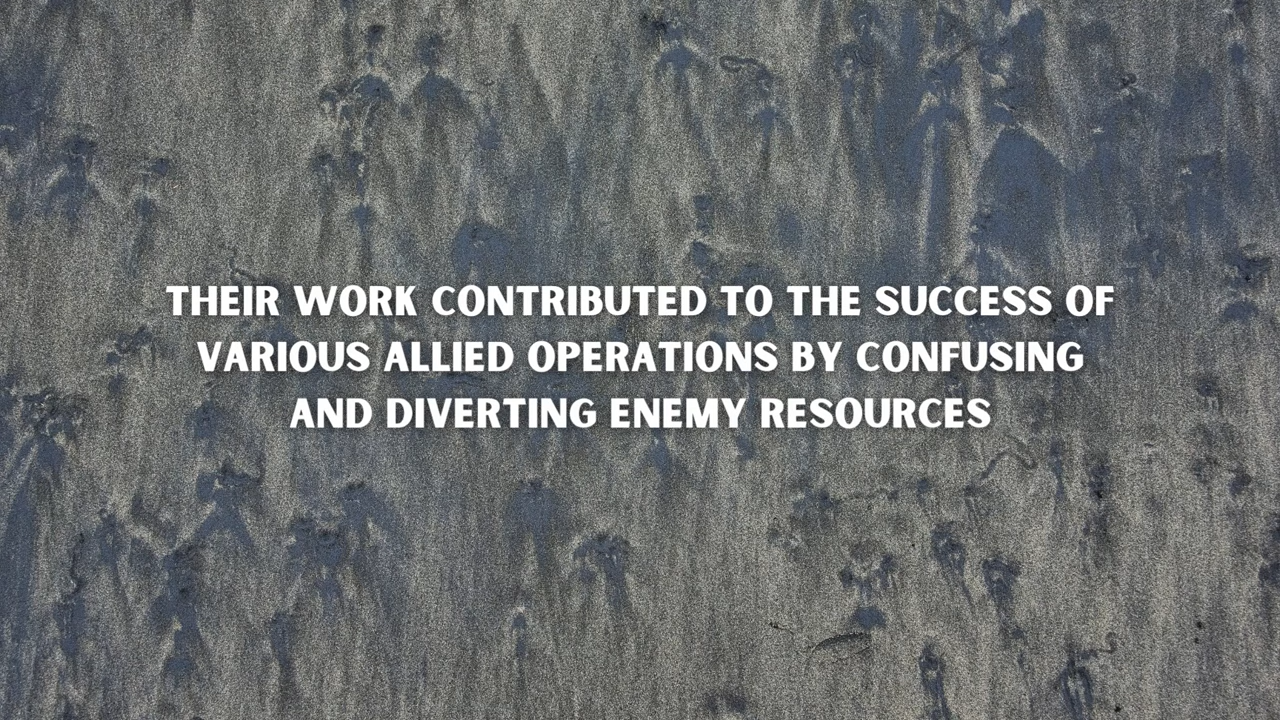 THEIR WORK CONTRIBUTED TO THE SUCCESS OF
VARIOUS ALLIED OPERATIONS BY CONFUSING
AND DIVERTING ENEMY RESOURCES